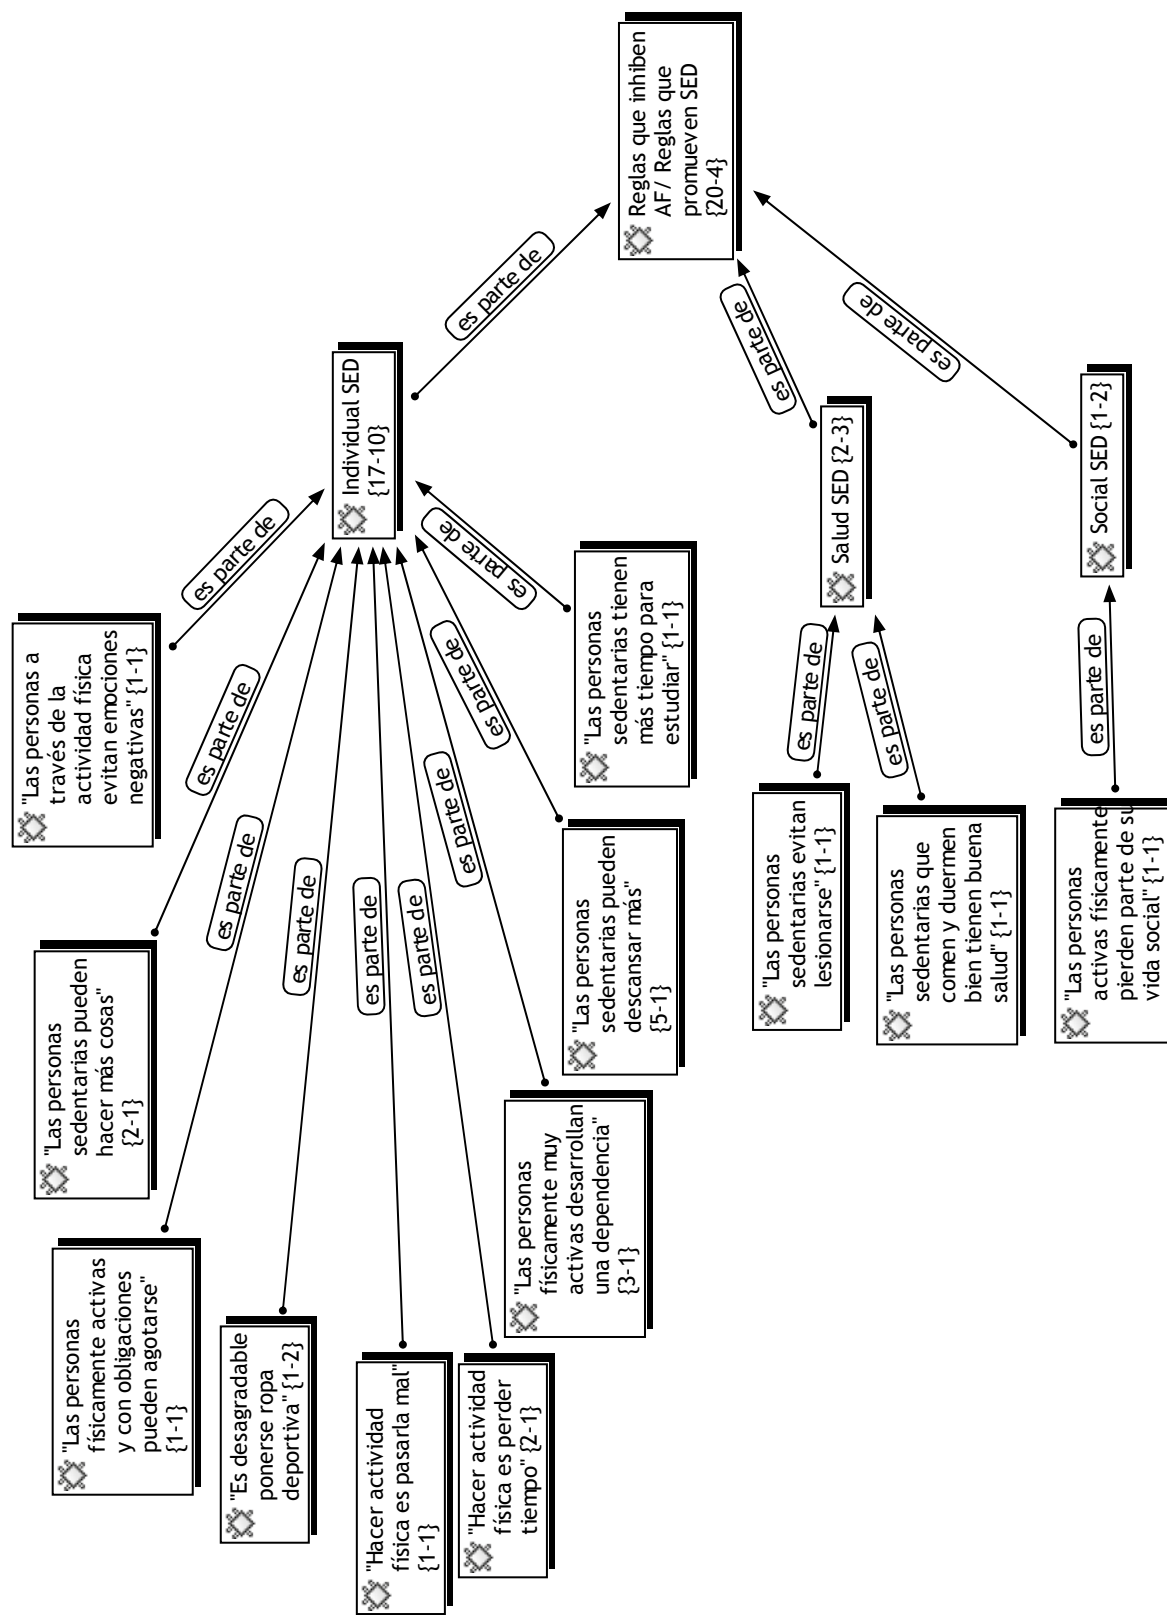 "Las personas a
través de la
actividad física
evitan emociones
negativas" {1-1}
es parte de
"Las personas
sedentarias pueden
hacer más cosas"
{2-1}
es parte de
"Las personas
físicamente activas
y con obligaciones
pueden agotarse"
{1-1}
es parte de
"Es desagradable
ponerse ropa
deportiva" {1-2}
es parte de
"Hacer actividad
física es pasarla mal"
{1-1}
es parte de
"Hacer actividad
física es perder
tiempo" {2-1}
es parte de
"Las personas
físicamente muy
activas desarrollan
una dependencia"
{3-1}
es parte de
"Las personas
sedentarias pueden
descansar más"
{5-1}
es parte de
"Las personas
sedentarias tienen
más tiempo para
estudiar" {1-1}
es parte de
Individual SED
{17-10}
es parte de
Reglas que inhiben
AF/ Reglas que
promueven SED
{20-4}
"Las personas
sedentarias evitan
lesionarse" {1-1}
es parte de
"Las personas
sedentarias que
comen y duermen
bien tienen buena
salud" {1-1}
es parte de
Salud SED {2-3}
es parte de
"Las personas
activas físicamente
pierden parte de su
vida social" {1-1}
es parte de
Social SED {1-2}
es parte de